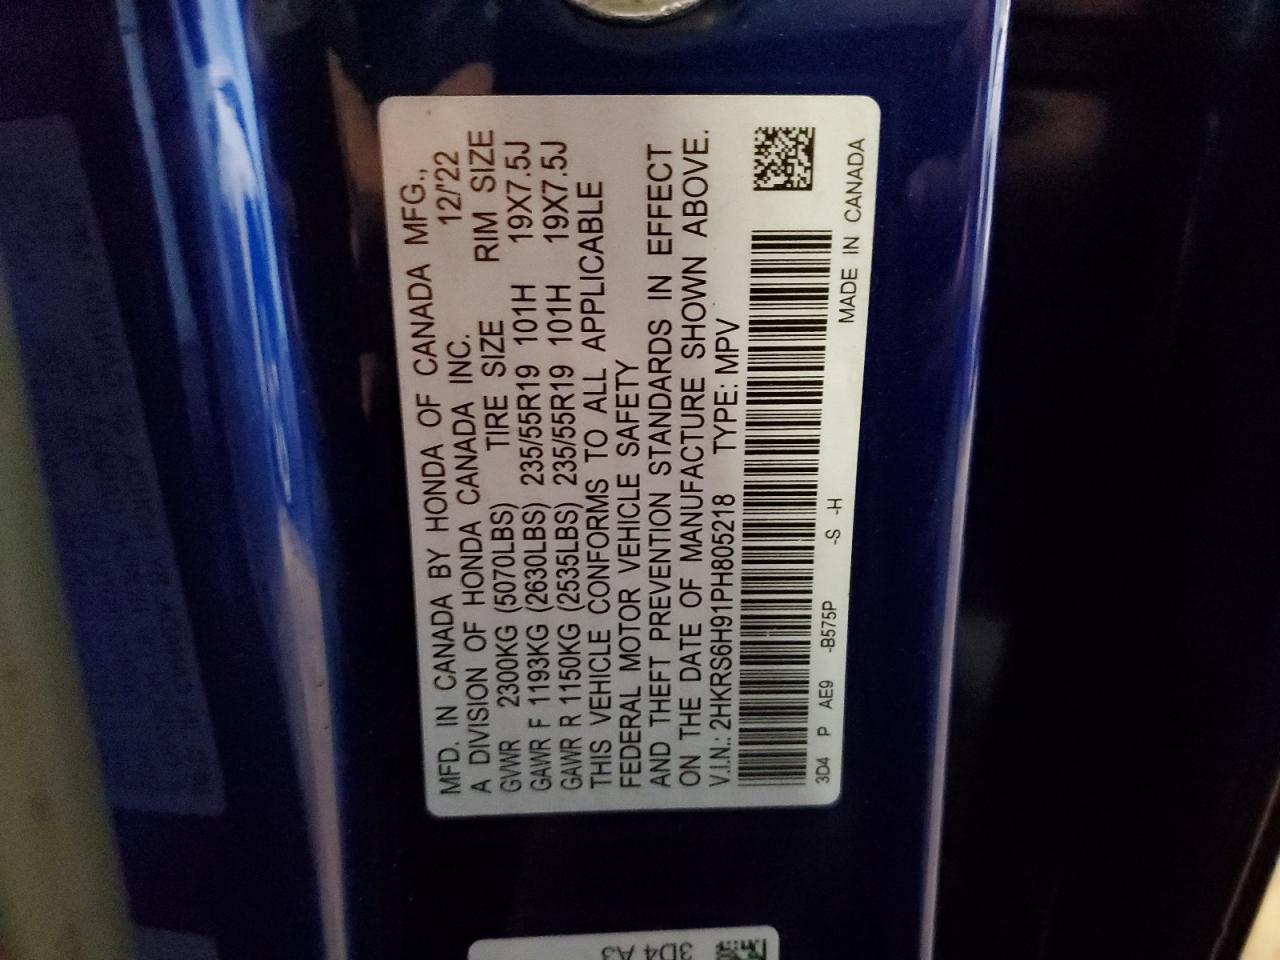 MFD. IN CANADA BY HONDA OF CANADA MFG.,
A DIVISION OF HONDA CANADA INC. 12/'22
GVWR 2300KG (5070LBS) TIRE SIZE RIM SIZE
GAWR F 1193KG (2630LBS) 235/55R19 101H 19X7.5J
GAWR R 1150KG (2535LBS) 235/55R19 101H 19X7.5J
THIS VEHICLE CONFORMS TO ALL APPLICABLE
FEDERAL MOTOR VEHICLE SAFETY
AND THEFT PREVENTION STANDARDS IN EFFECT
ON THE DATE OF MANUFACTURE SHOWN ABOVE.
V.I.N.: 2HKRS6H91PH805218 TYPE: MPV
3D4 P AE9 -B575P -S -H
MADE IN CANADA
3D4 A3